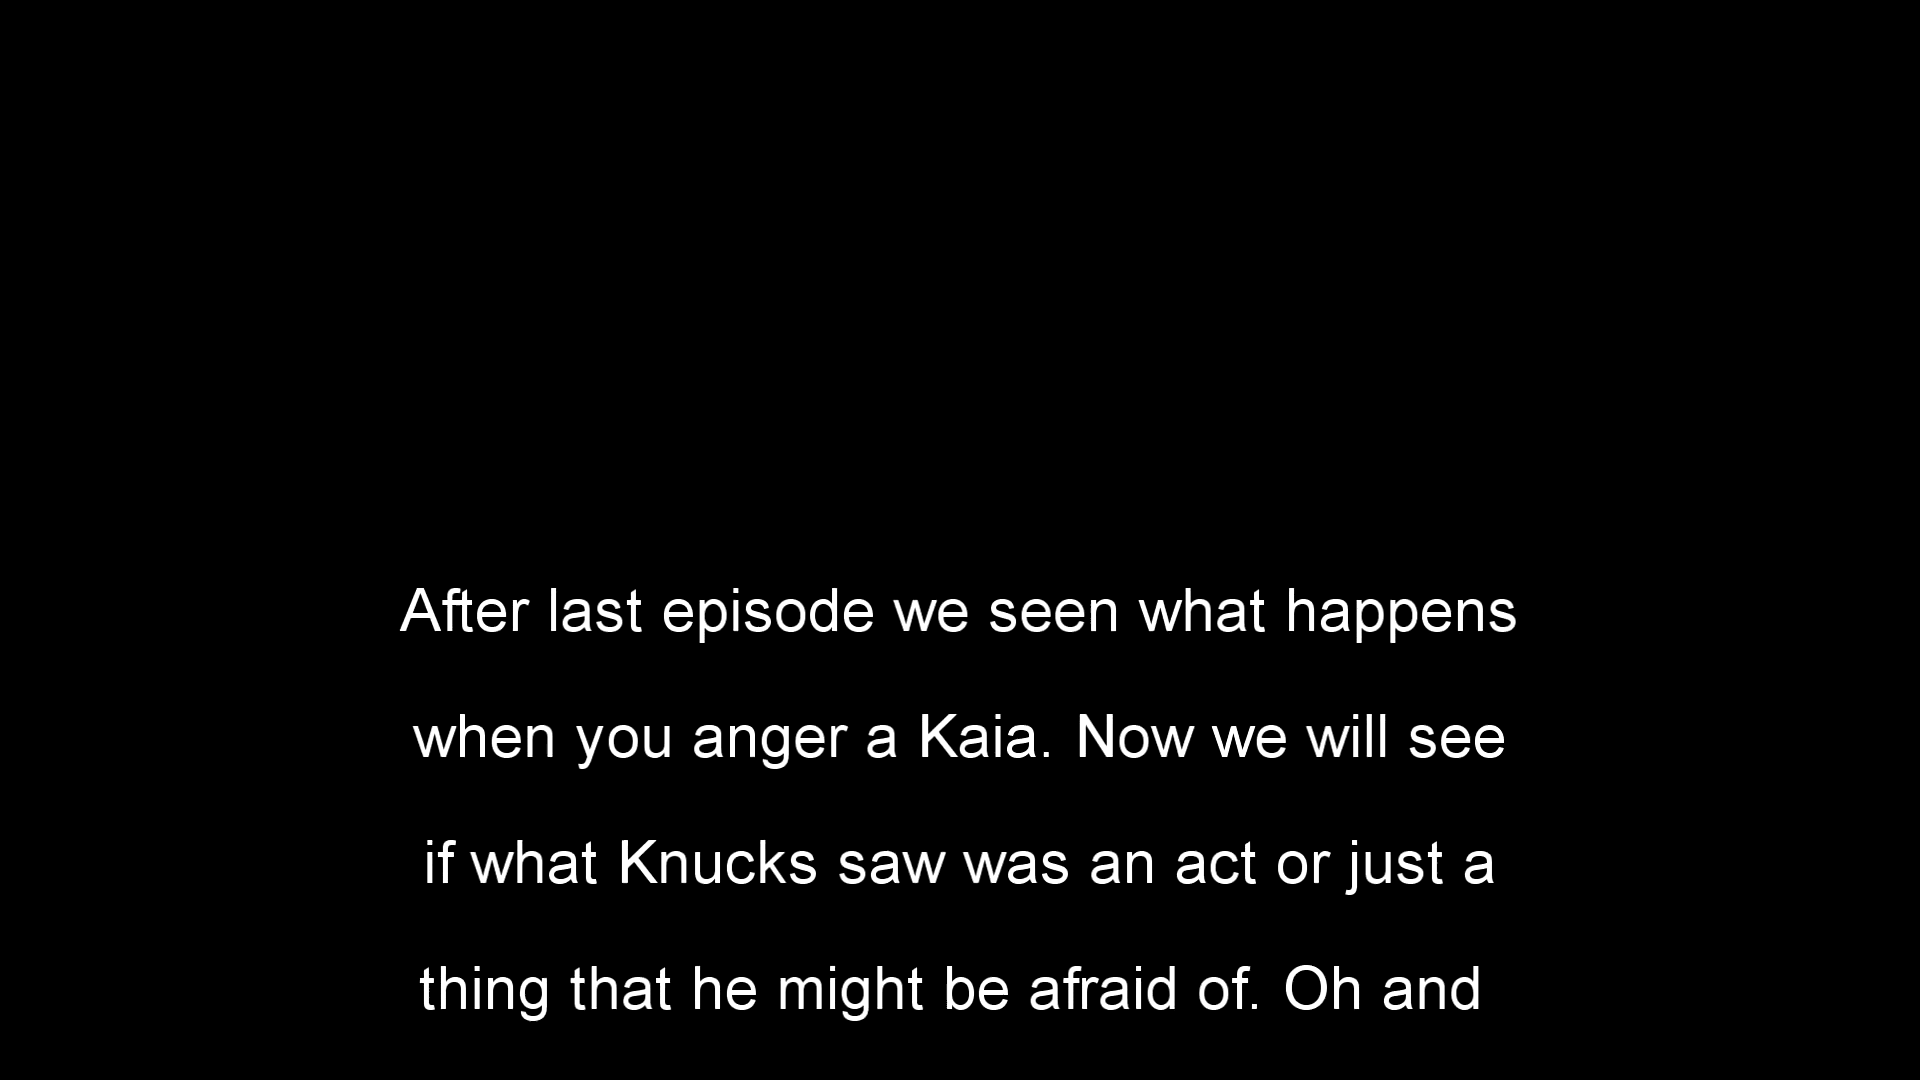 After last episode we seen what happens
when you anger a Kaia. Now we will see
if what Knucks saw was an act or just a
thing that he might be afraid of. Oh and